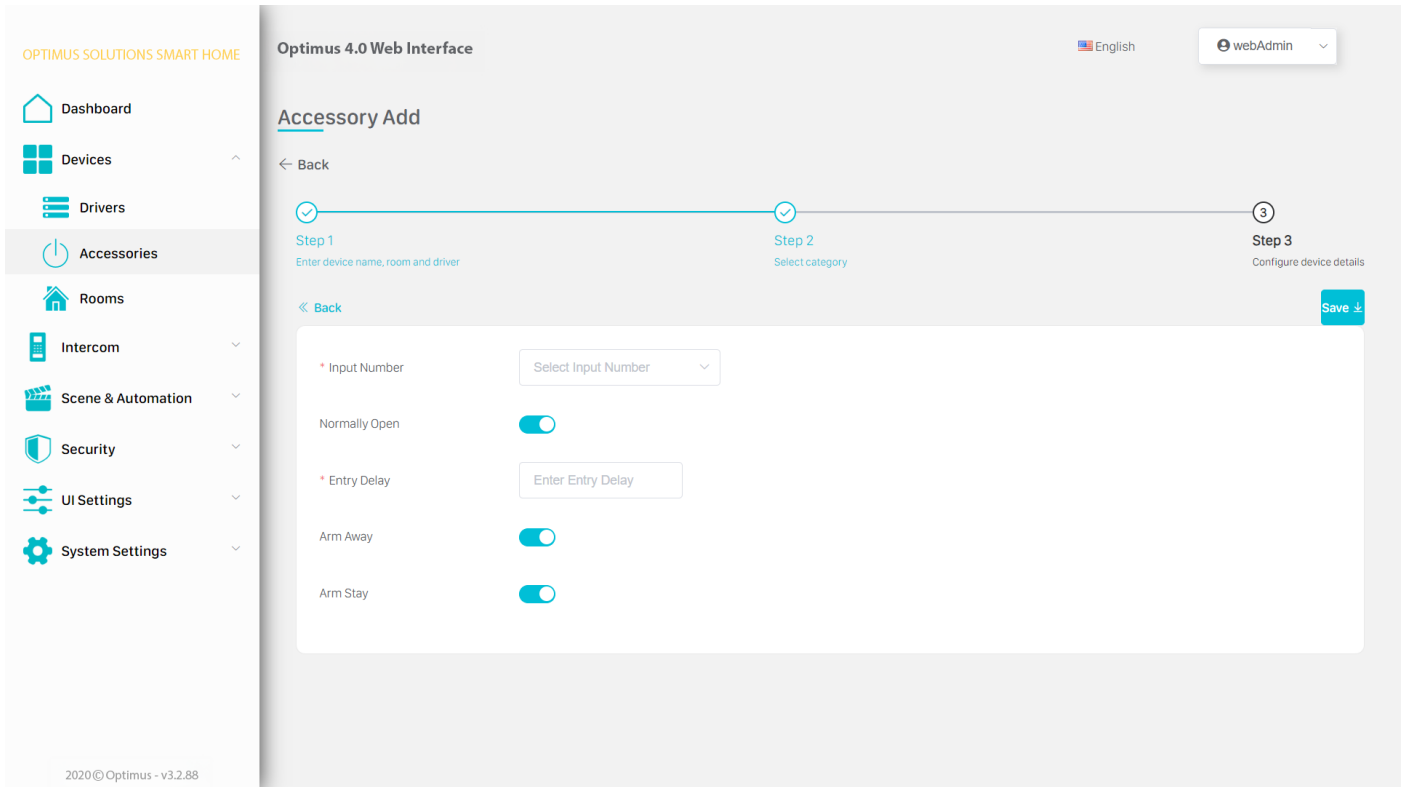 OPTIMUS SOLUTIONS SMART HOME
Dashboard
Devices
Drivers
Accessories
Rooms
Intercom
Scene & Automation
Security
UI Settings
System Settings
2020 © Optimus - v3.2.88
Optimus 4.0 Web Interface
English
webAdmin
Accessory Add
Back
3
Step 1
Step 2
Step 3
Enter device name, room and driver
Select category
Configure device details
Back
Save
* Input Number
Select Input Number
Normally Open
* Entry Delay
Enter Entry Delay
Arm Away
Arm Stay